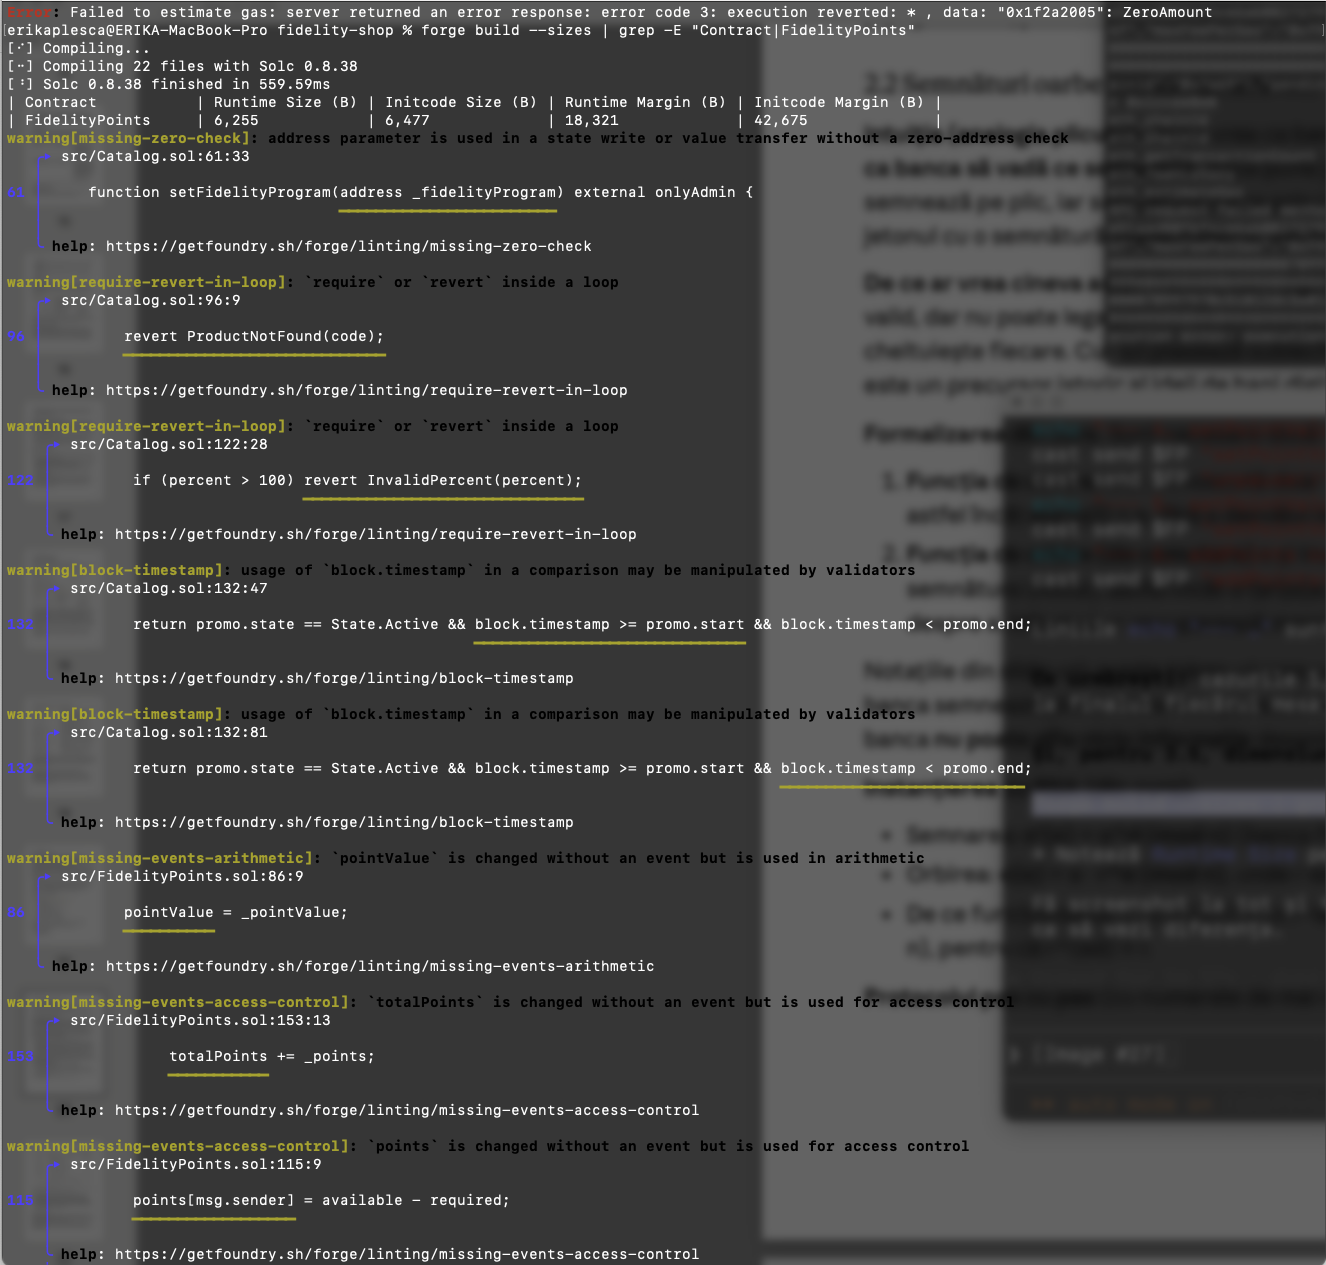 Error: Failed to estimate gas: server returned an error response: error code 3: execution reverted: * , data: "0x1f2a2005": ZeroAmount
[erikaplesca@ERIKA-MacBook-Pro fidelity-shop % forge build --sizes | grep -E "Contract|FidelityPoints"
[⠊] Compiling...
[⠒] Compiling 22 files with Solc 0.8.38
[⠃] Solc 0.8.38 finished in 559.59ms
| Contract | Runtime Size (B) | Initcode Size (B) | Runtime Margin (B) | Initcode Margin (B) |
| FidelityPoints | 6,255 | 6,477 | 18,321 | 42,675 |
warning[missing-zero-check]: address parameter is used in a state write or value transfer without a zero-address check
src/Catalog.sol:61:33
61 function setFidelityProgram(address _fidelityProgram) external onlyAdmin {
help: https://getfoundry.sh/forge/linting/missing-zero-check
warning[require-revert-in-loop]: `require` or `revert` inside a loop
src/Catalog.sol:96:9
96 revert ProductNotFound(code);
help: https://getfoundry.sh/forge/linting/require-revert-in-loop
warning[require-revert-in-loop]: `require` or `revert` inside a loop
src/Catalog.sol:122:28
122 if (percent > 100) revert InvalidPercent(percent);
help: https://getfoundry.sh/forge/linting/require-revert-in-loop
warning[block-timestamp]: usage of `block.timestamp` in a comparison may be manipulated by validators
src/Catalog.sol:132:47
132 return promo.state == State.Active && block.timestamp >= promo.start && block.timestamp < promo.end;
help: https://getfoundry.sh/forge/linting/block-timestamp
warning[block-timestamp]: usage of `block.timestamp` in a comparison may be manipulated by validators
src/Catalog.sol:132:81
132 return promo.state == State.Active && block.timestamp >= promo.start && block.timestamp < promo.end;
help: https://getfoundry.sh/forge/linting/block-timestamp
warning[missing-events-arithmetic]: `pointValue` is changed without an event but is used in arithmetic
src/FidelityPoints.sol:86:9
86 pointValue = _pointValue;
help: https://getfoundry.sh/forge/linting/missing-events-arithmetic
warning[missing-events-access-control]: `totalPoints` is changed without an event but is used for access control
src/FidelityPoints.sol:153:13
153 totalPoints += _points;
help: https://getfoundry.sh/forge/linting/missing-events-access-control
warning[missing-events-access-control]: `points` is changed without an event but is used for access control
src/FidelityPoints.sol:115:9
115 points[msg.sender] = available - required;
help: https://getfoundry.sh/forge/linting/missing-events-access-control